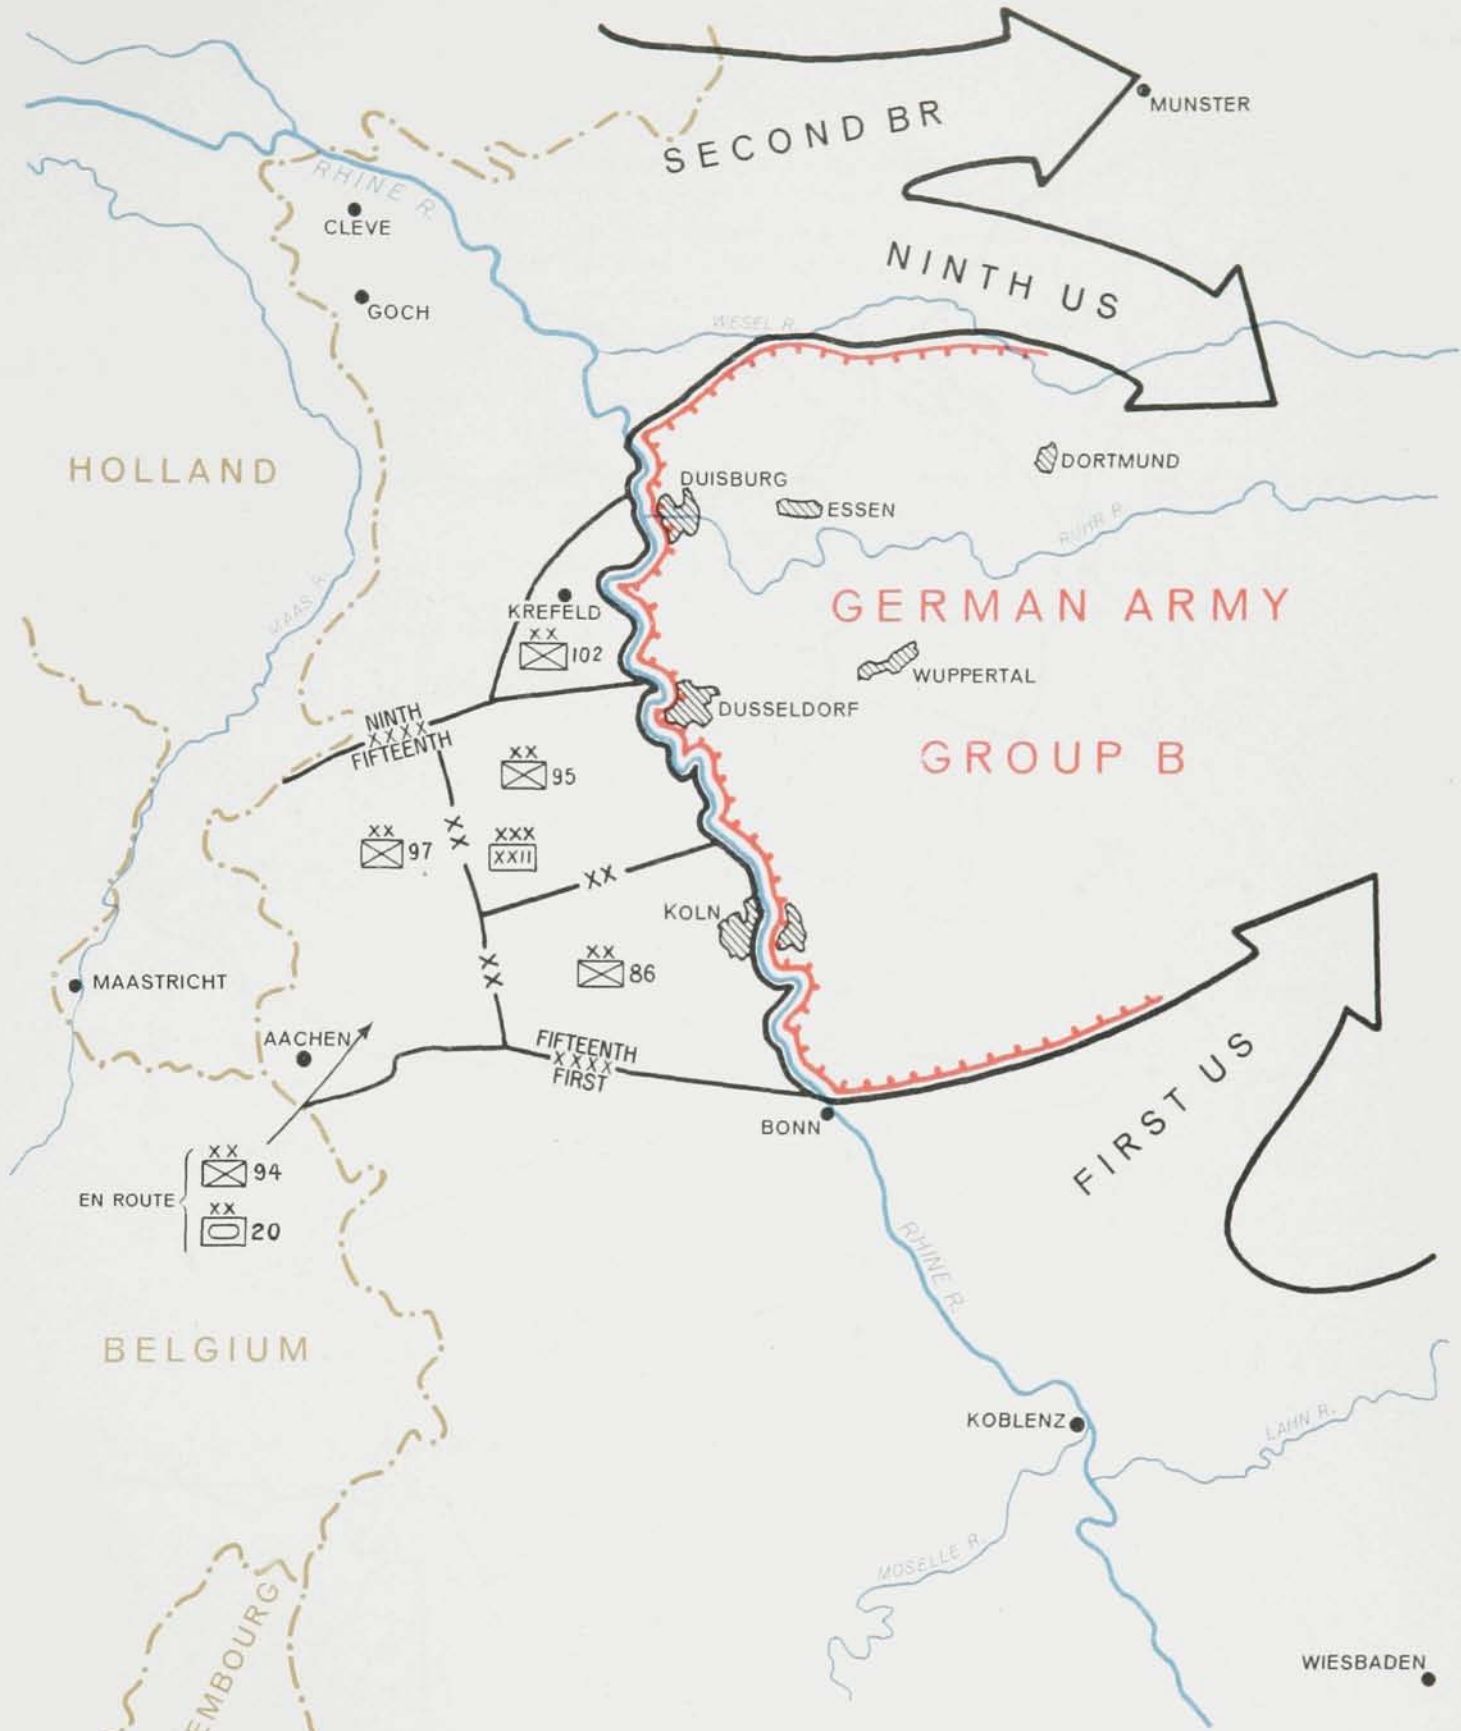 MUNSTER
SECOND BR
RHINE R.
CLEVE
NINTH US
GOCH
WESEL R.
HOLLAND
DORTMUND
DUISBURG
ESSEN
RUHR R.
MAAS R.
GERMAN ARMY
KREFELD
XX
102
WUPPERTAL
DUSSELDORF
NINTH
XXXX
FIFTEENTH
GROUP B
XX
95
XX
97
XX
XXX
XXII
XX
KOLN
XX
86
XX
MAASTRICHT
AACHEN
FIFTEENTH
XXXX
FIRST
FIRST US
BONN
XX
94
EN ROUTE
XX
20
RHINE R.
BELGIUM
KOBLENZ
LAHN R.
MOSELLE R.
EMBOURG
WIESBADEN